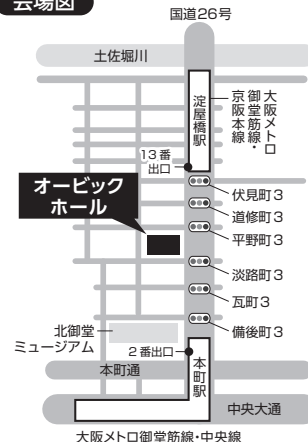 会場図
国道26号
土佐堀川
淀屋橋駅
大阪メトロ
御堂筋線・
京阪本線
13番
出口
オービック
ホール
伏見町3
道修町3
平野町3
淡路町3
瓦町3
備後町3
北御堂
ミュージアム
2番出口
本町駅
本町通
中央大通
大阪メトロ御堂筋線・中央線